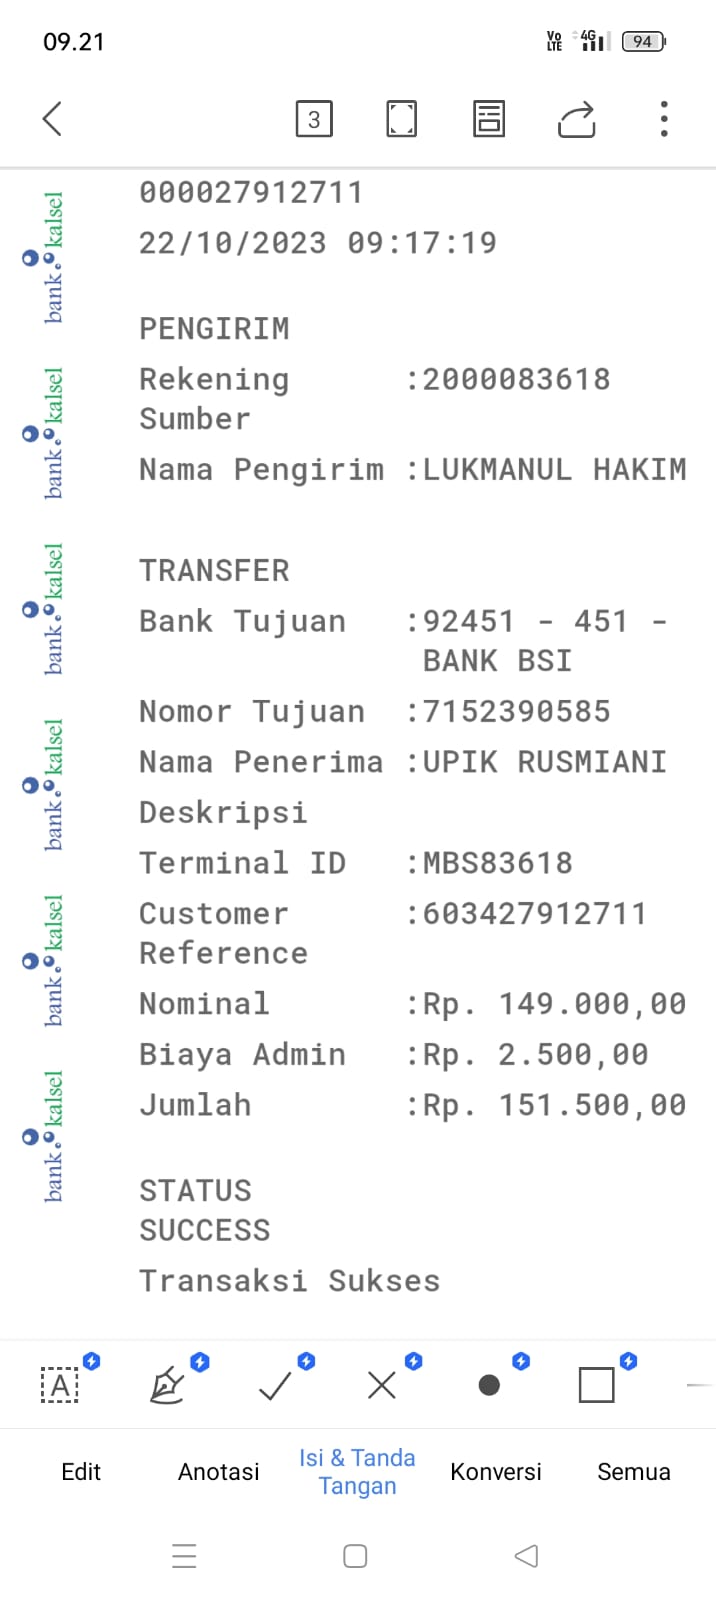 09.21
Vo LTE 4G 94
3
000027912711
22/10/2023 09:17:19
PENGIRIM
Rekening Sumber :2000083618
Nama Pengirim :LUKMANUL HAKIM
TRANSFER
Bank Tujuan :92451 - 451 -
BANK BSI
Nomor Tujuan :7152390585
Nama Penerima :UPIK RUSMIANI
Deskripsi
Terminal ID :MBS83618
Customer Reference :603427912711
Nominal :Rp. 149.000,00
Biaya Admin :Rp. 2.500,00
Jumlah :Rp. 151.500,00
STATUS
SUCCESS
Transaksi Sukses
bank kalsel
bank kalsel
bank kalsel
bank kalsel
bank kalsel
bank kalsel
A
Edit
Anotasi
Isi & Tanda
Tangan
Konversi
Semua